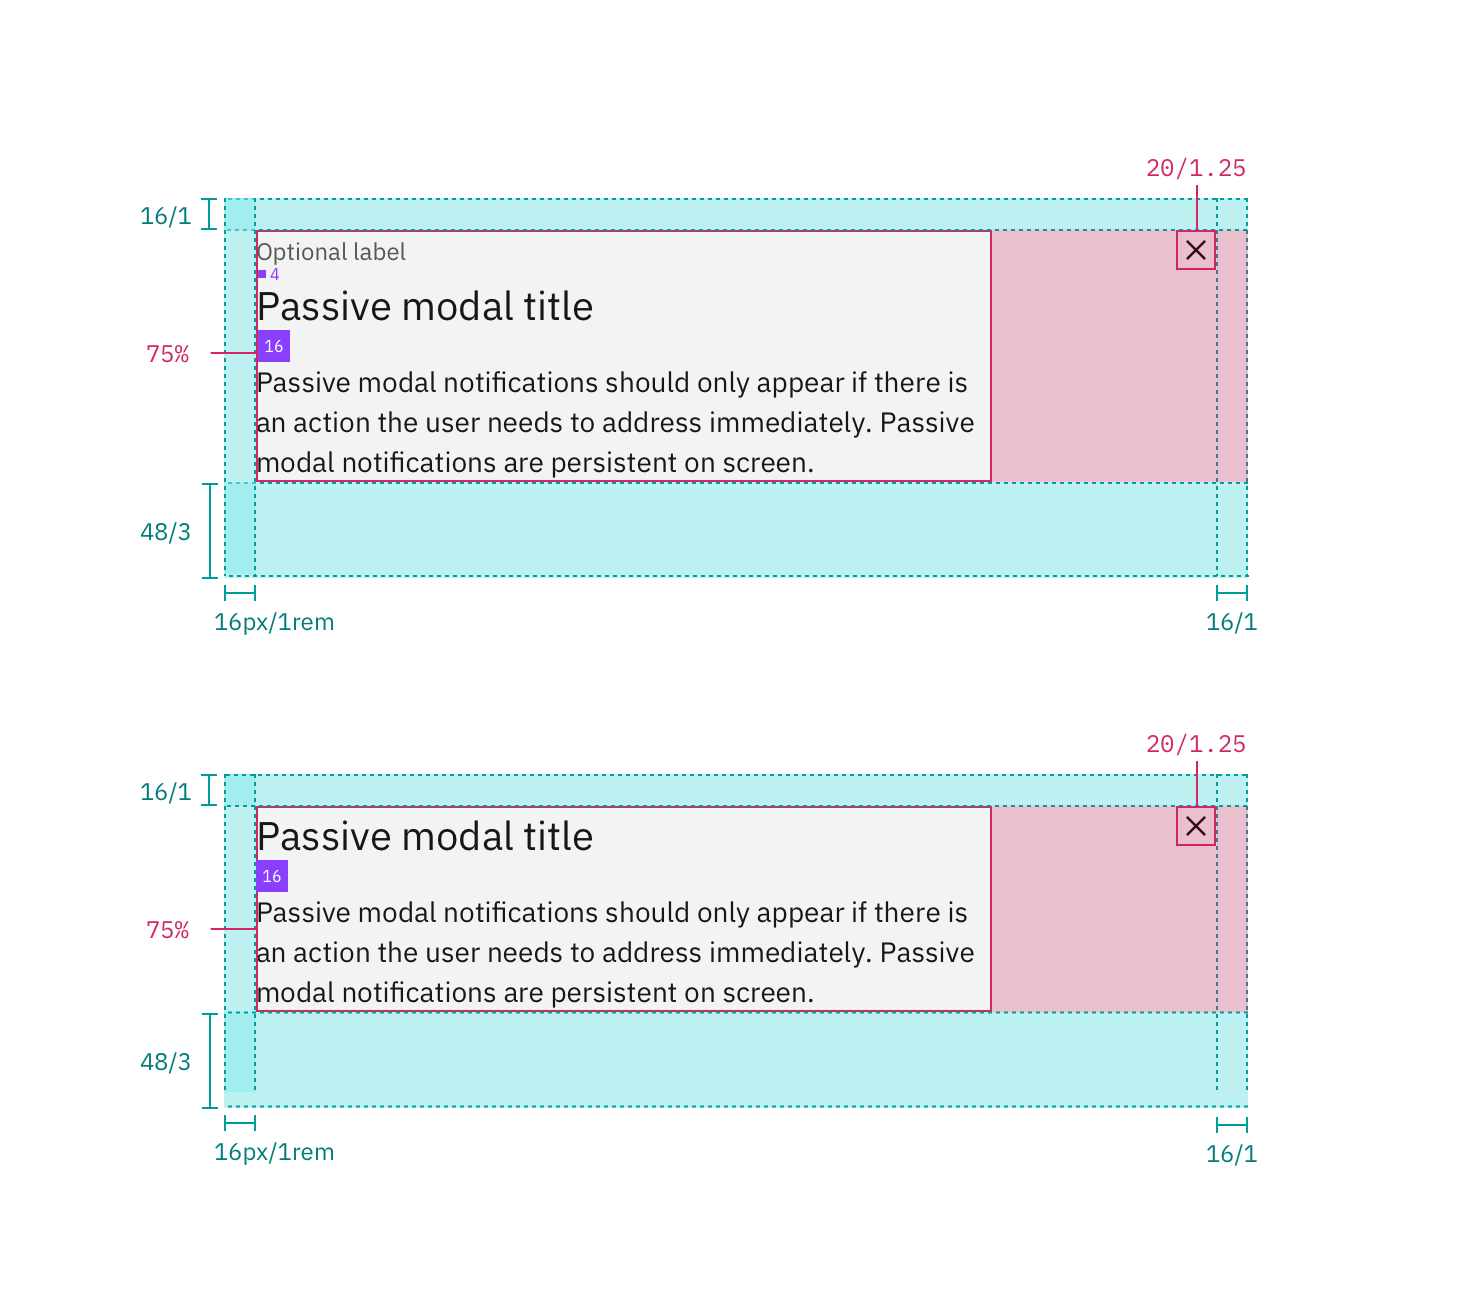 20/1.25
16/1
Optional label
4
Passive modal title
16
75%
Passive modal notifications should only appear if there is
an action the user needs to address immediately. Passive
modal notifications are persistent on screen.
48/3
16px/1rem
16/1
20/1.25
16/1
Passive modal title
16
75%
Passive modal notifications should only appear if there is
an action the user needs to address immediately. Passive
modal notifications are persistent on screen.
48/3
16px/1rem
16/1